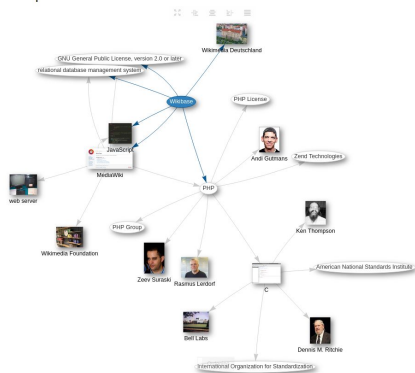 Wikimedia Deutschland
GNU General Public License, version 2.0 or later
relational database management system
Wikibase
PHP License
JavaScript
Andi Gutmans
Zend Technologies
MediaWiki
web server
PHP
Ken Thompson
PHP Group
Wikimedia Foundation
Zeev Suraski
Rasmus Lerdorf
American National Standards Institute
C
Bell Labs
Dennis M. Ritchie
International Organization for Standardization